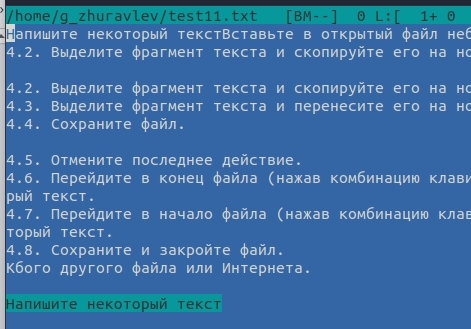 /home/g_zhuravlev/test11.txt [BM--] 0 L:[ 1+ 0
Напишите некоторый текстВставьте в открытый файл неб
4.2. Выделите фрагмент текста и скопируйте его на но
4.2. Выделите фрагмент текста и скопируйте его на но
4.3. Выделите фрагмент текста и перенесите его на но
4.4. Сохраните файл.
4.5. Отмените последнее действие.
4.6. Перейдите в конец файла (нажав комбинацию клави
рый текст.
4.7. Перейдите в начало файла (нажав комбинацию клав
торый текст.
4.8. Сохраните и закройте файл.
Кбого другого файла или Интернета.
Напишите некоторый текст